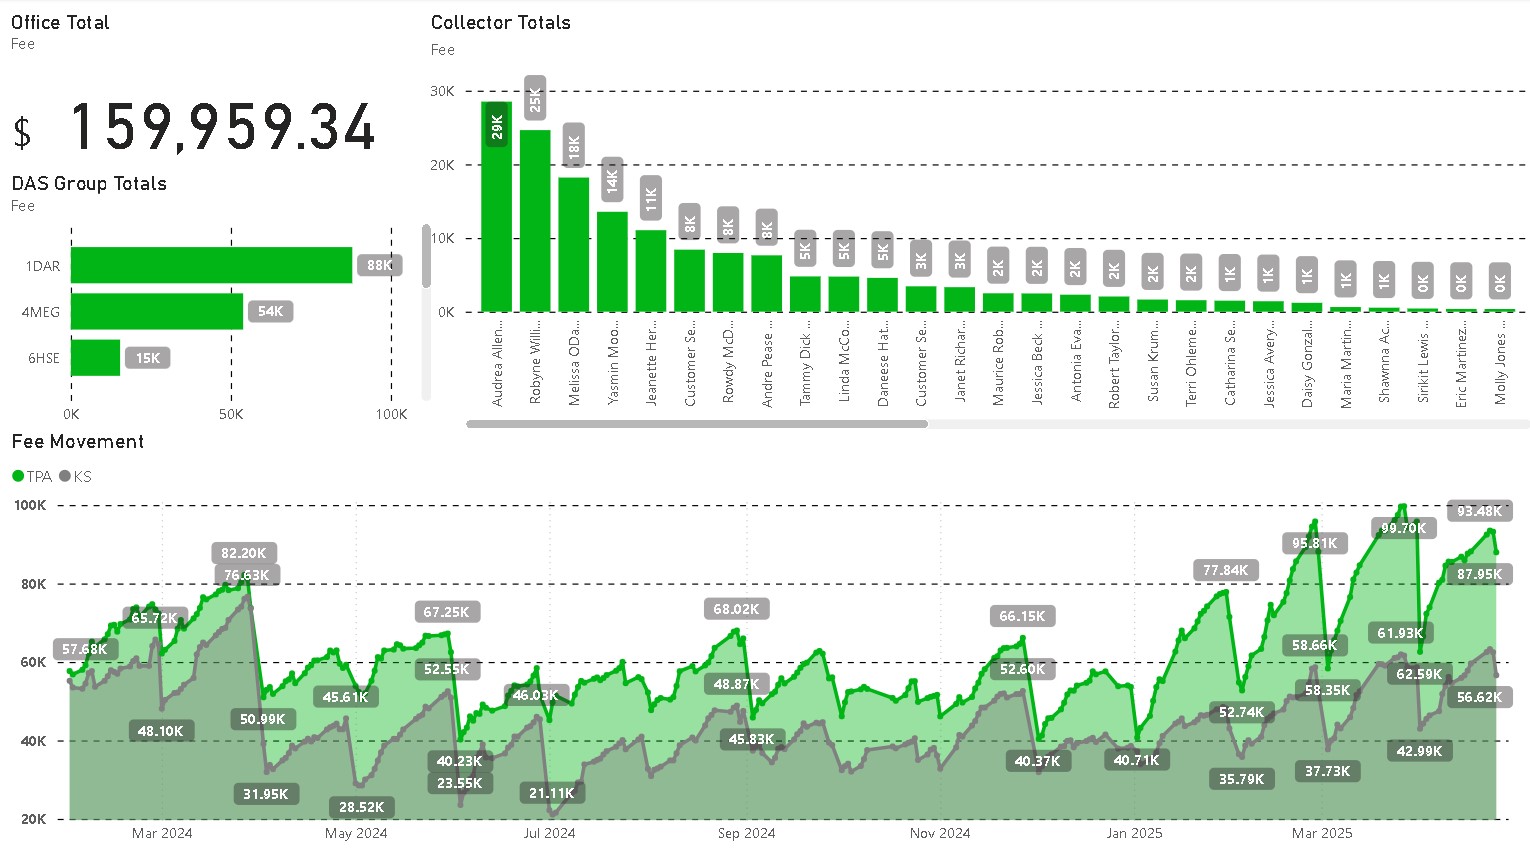 Office Total
Fee
$ 159,959.34
DAS Group Totals
Fee
1DAR
88K
4MEG
54K
6HSE
15K
0K 50K 100K
Collector Totals
Fee
30K
20K
10K
0K
29K 25K 18K 14K 11K 8K 8K 8K 5K 5K 5K 3K 3K 2K 2K 2K 2K 2K 2K 1K 1K 1K 1K 1K 0K 0K 0K
Audrea Allen...
Robyne Willi...
Melissa ODa...
Yasmin Moo...
Jeanette Her...
Customer Se...
Rowdy McD...
Andre Pease ...
Tammy Dick ...
Linda McCo...
Daneese Hat...
Customer Se...
Janet Richar...
Maurice Rob...
Jessica Beck ...
Antonia Eva...
Robert Taylor...
Susan Krum...
Terri Ohleme...
Catharina Se...
Jessica Avery...
Daisy Gonzal...
Maria Martin...
Shawnna Ac...
Sirikit Lewis ...
Eric Martinez...
Molly Jones ...
Fee Movement
TPA KS
100K
80K
60K
40K
20K
57.68K
65.72K
48.10K
82.20K
76.63K
50.99K
31.95K
45.61K
28.52K
67.25K
52.55K
40.23K
23.55K
46.03K
21.11K
68.02K
48.87K
45.83K
66.15K
52.60K
40.37K
40.71K
77.84K
52.74K
35.79K
95.81K
58.66K
58.35K
37.73K
99.70K
61.93K
62.59K
42.99K
93.48K
87.95K
56.62K
Mar 2024 May 2024 Jul 2024 Sep 2024 Nov 2024 Jan 2025 Mar 2025